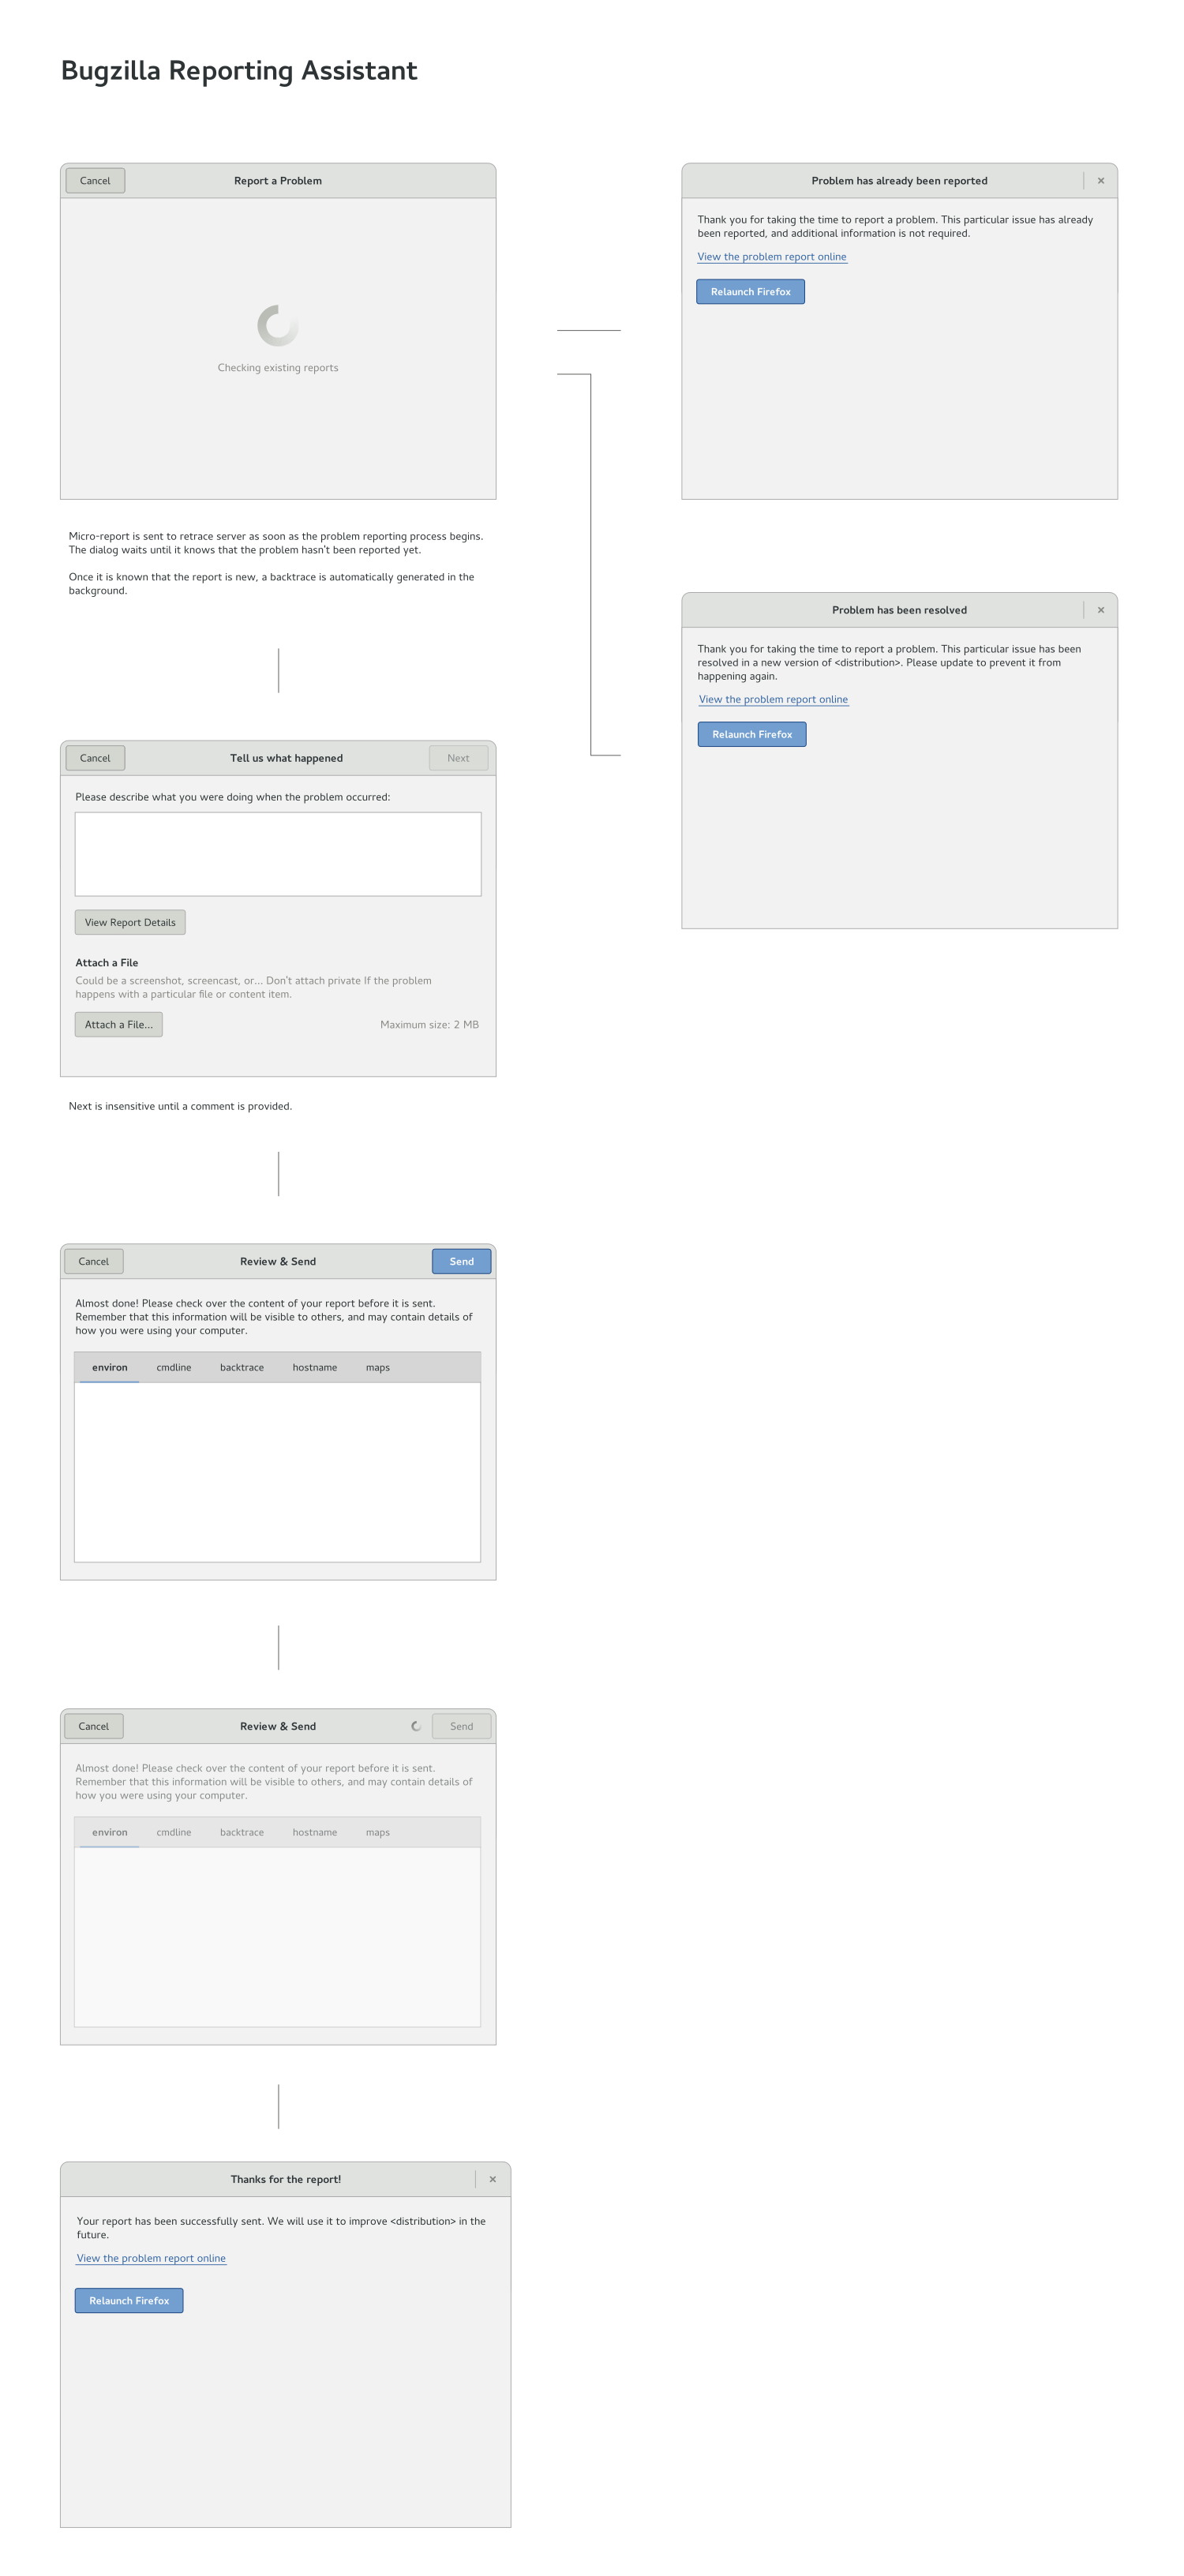 Bugzilla Reporting Assistant
Cancel
Report a Problem
Checking existing reports
Micro-report is sent to retrace server as soon as the problem reporting process begins.
The dialog waits until it knows that the problem hasn't been reported yet.
Once it is known that the report is new, a backtrace is automatically generated in the
background.
Problem has already been reported
×
Thank you for taking the time to report a problem. This particular issue has already
been reported, and additional information is not required.
View the problem report online
Relaunch Firefox
Problem has been resolved
×
Thank you for taking the time to report a problem. This particular issue has been
resolved in a new version of <distribution>. Please update to prevent it from
happening again.
View the problem report online
Relaunch Firefox
Cancel
Tell us what happened
Next
Please describe what you were doing when the problem occurred:
View Report Details
Attach a File
Could be a screenshot, screencast, or... Don't attach private If the problem
happens with a particular file or content item.
Attach a File...
Maximum size: 2 MB
Next is insensitive until a comment is provided.
Cancel
Review & Send
Send
Almost done! Please check over the content of your report before it is sent.
Remember that this information will be visible to others, and may contain details of
how you were using your computer.
environ
cmdline
backtrace
hostname
maps
Cancel
Review & Send
Send
Almost done! Please check over the content of your report before it is sent.
Remember that this information will be visible to others, and may contain details of
how you were using your computer.
environ
cmdline
backtrace
hostname
maps
Thanks for the report!
×
Your report has been successfully sent. We will use it to improve <distribution> in the
future.
View the problem report online
Relaunch Firefox